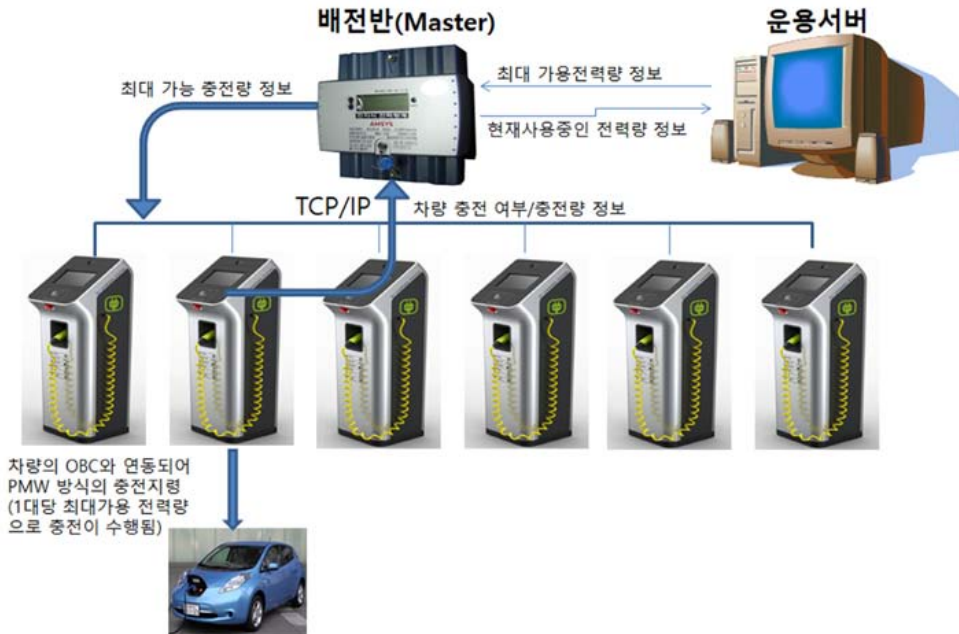 배전반(Master)
운용서버
최대 가능 충전량 정보
최대 가용전력량 정보
현재사용중인 전력량 정보
TCP/IP
차량 충전 여부/충전량 정보
차량의 OBC와 연동되어
PMW 방식의 충전지령
(1대당 최대가용 전력량
으로 충전이 수행됨)